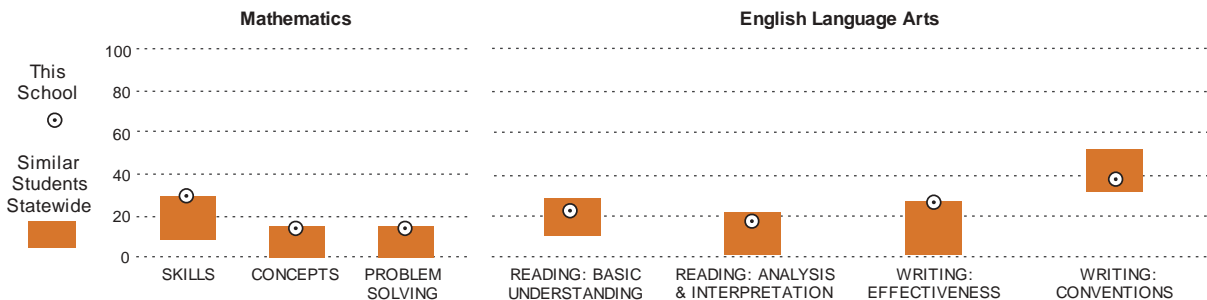 Mathematics
English Language Arts
This
School
Similar
Students
Statewide
100
80
60
40
20
0
SKILLS
CONCEPTS
PROBLEM
SOLVING
READING: BASIC
UNDERSTANDING
READING: ANALYSIS
& INTERPRETATION
WRITING:
EFFECTIVENESS
WRITING:
CONVENTIONS